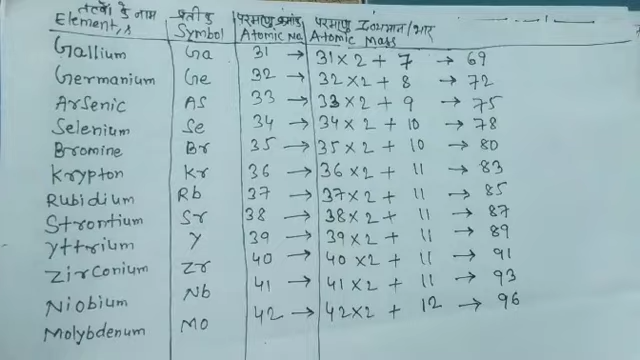 तत्वों के नाम प्रतीक परमाणु क्रमांक परमाणु द्रव्यमान/भार
Element,s Symbol Atomic No. Atomic Mass
Gallium Ga 31 → 31×2 + 7 → 69
Germanium Ge 32 → 32×2 + 8 → 72
Arsenic As 33 → 33×2 + 9 → 75
Selenium Se 34 → 34×2 + 10 → 78
Bromine Br 35 → 35×2 + 10 → 80
Krypton Kr 36 → 36×2 + 11 → 83
Rubidium Rb 37 → 37×2 + 11 → 85
Strontium Sr 38 → 38×2 + 11 → 87
Yttrium Y 39 → 39×2 + 11 → 89
Zirconium Zr 40 → 40×2 + 11 → 91
Niobium Nb 41 → 41×2 + 11 → 93
Molybdenum Mo 42 → 42×2 + 12 → 96